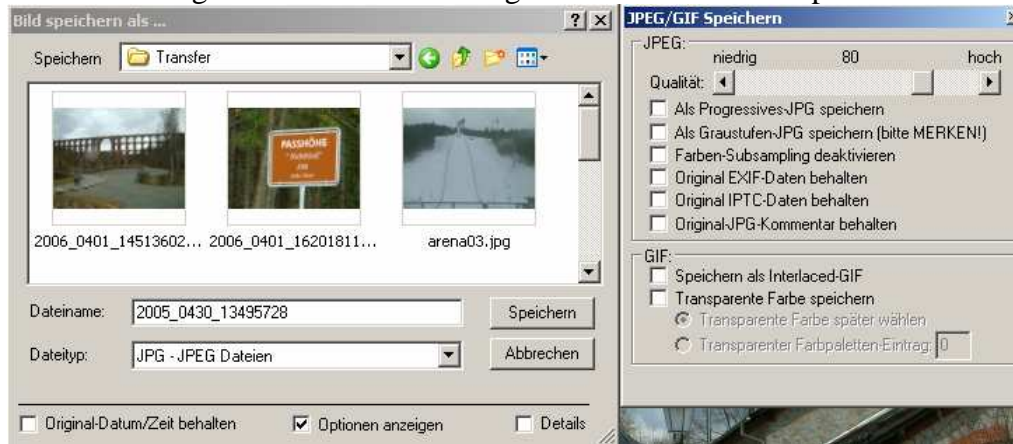 Bild speichern als ...
Speichern
Transfer
PASSHÖHE
2006_0401_14513602...
2006_0401_16201811...
arena03.jpg
Dateiname:
2005_0430_13495728
Speichern
Dateityp:
JPG - JPEG Dateien
Abbrechen
Original-Datum/Zeit behalten
Optionen anzeigen
Details
JPEG/GIF Speichern
JPEG:
niedrig 80 hoch
Qualität:
Als Progressives-JPG speichern
Als Graustufen-JPG speichern (bitte MERKEN!)
Farben-Subsampling deaktivieren
Original EXIF-Daten behalten
Original IPTC-Daten behalten
Original-JPG-Kommentar behalten
GIF:
Speichern als Interlaced-GIF
Transparente Farbe speichern
Transparente Farbe später wählen
Transparenter Farbpaletten-Eintrag: 0